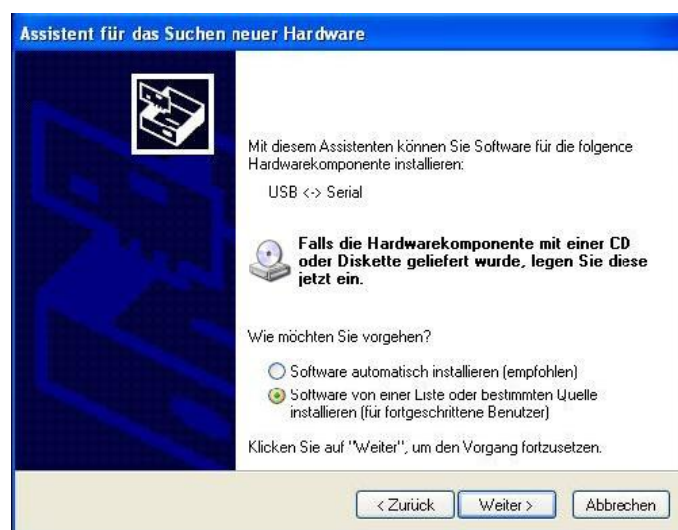 Assistent für das Suchen neuer Hardware
Mit diesem Assistenten können Sie Software für die folgence
Hardwarekomponente installieren:
USB <-> Serial
Falls die Hardwarekomponente mit einer CD
oder Diskette geliefert wurde, legen Sie diese
jetzt ein.
Wie möchten Sie vorgehen?
Software automatisch installieren (empfohlen)
Software von einer Liste oder bestimmten Quelle
installieren (für fortgeschrittene Benutzer)
Klicken Sie auf "Weiter", um den Vorgang fortzusetzen.
< Zurück Weiter > Abbrechen